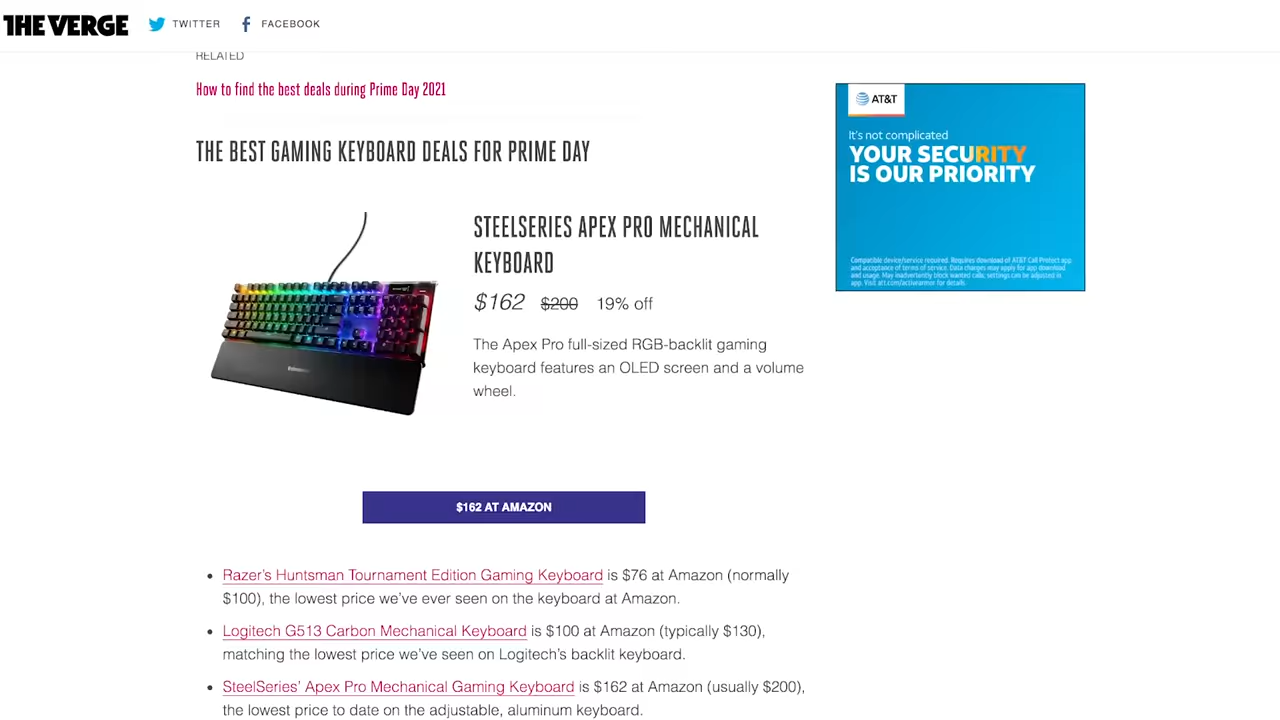 THE VERGE
TWITTER
FACEBOOK
RELATED
How to find the best deals during Prime Day 2021
THE BEST GAMING KEYBOARD DEALS FOR PRIME DAY
STEELSERIES APEX PRO MECHANICAL
KEYBOARD
$162 $200 19% off
The Apex Pro full-sized RGB-backlit gaming
keyboard features an OLED screen and a volume
wheel.
$162 AT AMAZON
Razer’s Huntsman Tournament Edition Gaming Keyboard is $76 at Amazon (normally
$100), the lowest price we’ve ever seen on the keyboard at Amazon.
Logitech G513 Carbon Mechanical Keyboard is $100 at Amazon (typically $130),
matching the lowest price we’ve seen on Logitech’s backlit keyboard.
SteelSeries’ Apex Pro Mechanical Gaming Keyboard is $162 at Amazon (usually $200),
the lowest price to date on the adjustable, aluminum keyboard.
AT&T
It's not complicated
YOUR SECURITY
IS OUR PRIORITY
Compatible device/service required. Requires download of AT&T Call Protect app
and acceptance of terms of service. Data charges may apply for app download
and usage. May inadvertently block wanted calls; settings can be adjusted in
app. Visit att.com/activearmor for details.